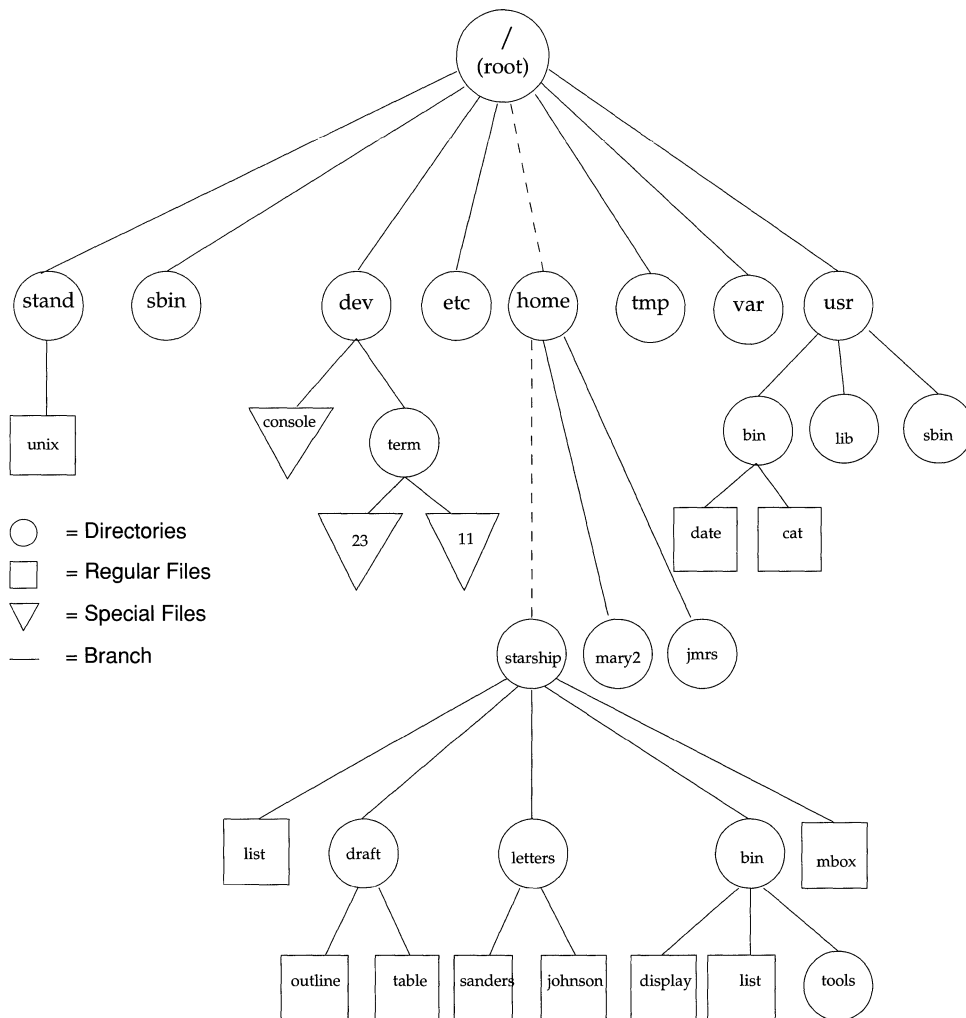 /
(root)
stand
sbin
dev
etc
home
tmp
var
usr
console
term
bin
lib
sbin
unix
23
11
date
cat
= Directories
= Regular Files
= Special Files
= Branch
starship
mary2
jmrs
list
draft
letters
bin
mbox
outline
table
sanders
johnson
display
list
tools